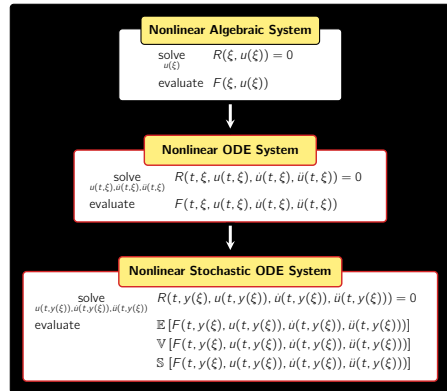 Nonlinear Algebraic System
solve R(ξ, u(ξ)) = 0
u(ξ)
evaluate F(ξ, u(ξ))
Nonlinear ODE System
solve R(t, ξ, u(t, ξ), u̇(t, ξ), ü(t, ξ)) = 0
u(t,ξ),u̇(t,ξ),ü(t,ξ)
evaluate F(t, ξ, u(t, ξ), u̇(t, ξ), ü(t, ξ))
Nonlinear Stochastic ODE System
solve R(t, y(ξ), u(t, y(ξ)), u̇(t, y(ξ)), ü(t, y(ξ))) = 0
u(t,y(ξ)),u̇(t,y(ξ)),ü(t,y(ξ))
evaluate 𝔼 [F(t, y(ξ), u(t, y(ξ)), u̇(t, y(ξ)), ü(t, y(ξ)))]
𝕍 [F(t, y(ξ), u(t, y(ξ)), u̇(t, y(ξ)), ü(t, y(ξ)))]
𝕊 [F(t, y(ξ), u(t, y(ξ)), u̇(t, y(ξ)), ü(t, y(ξ)))]